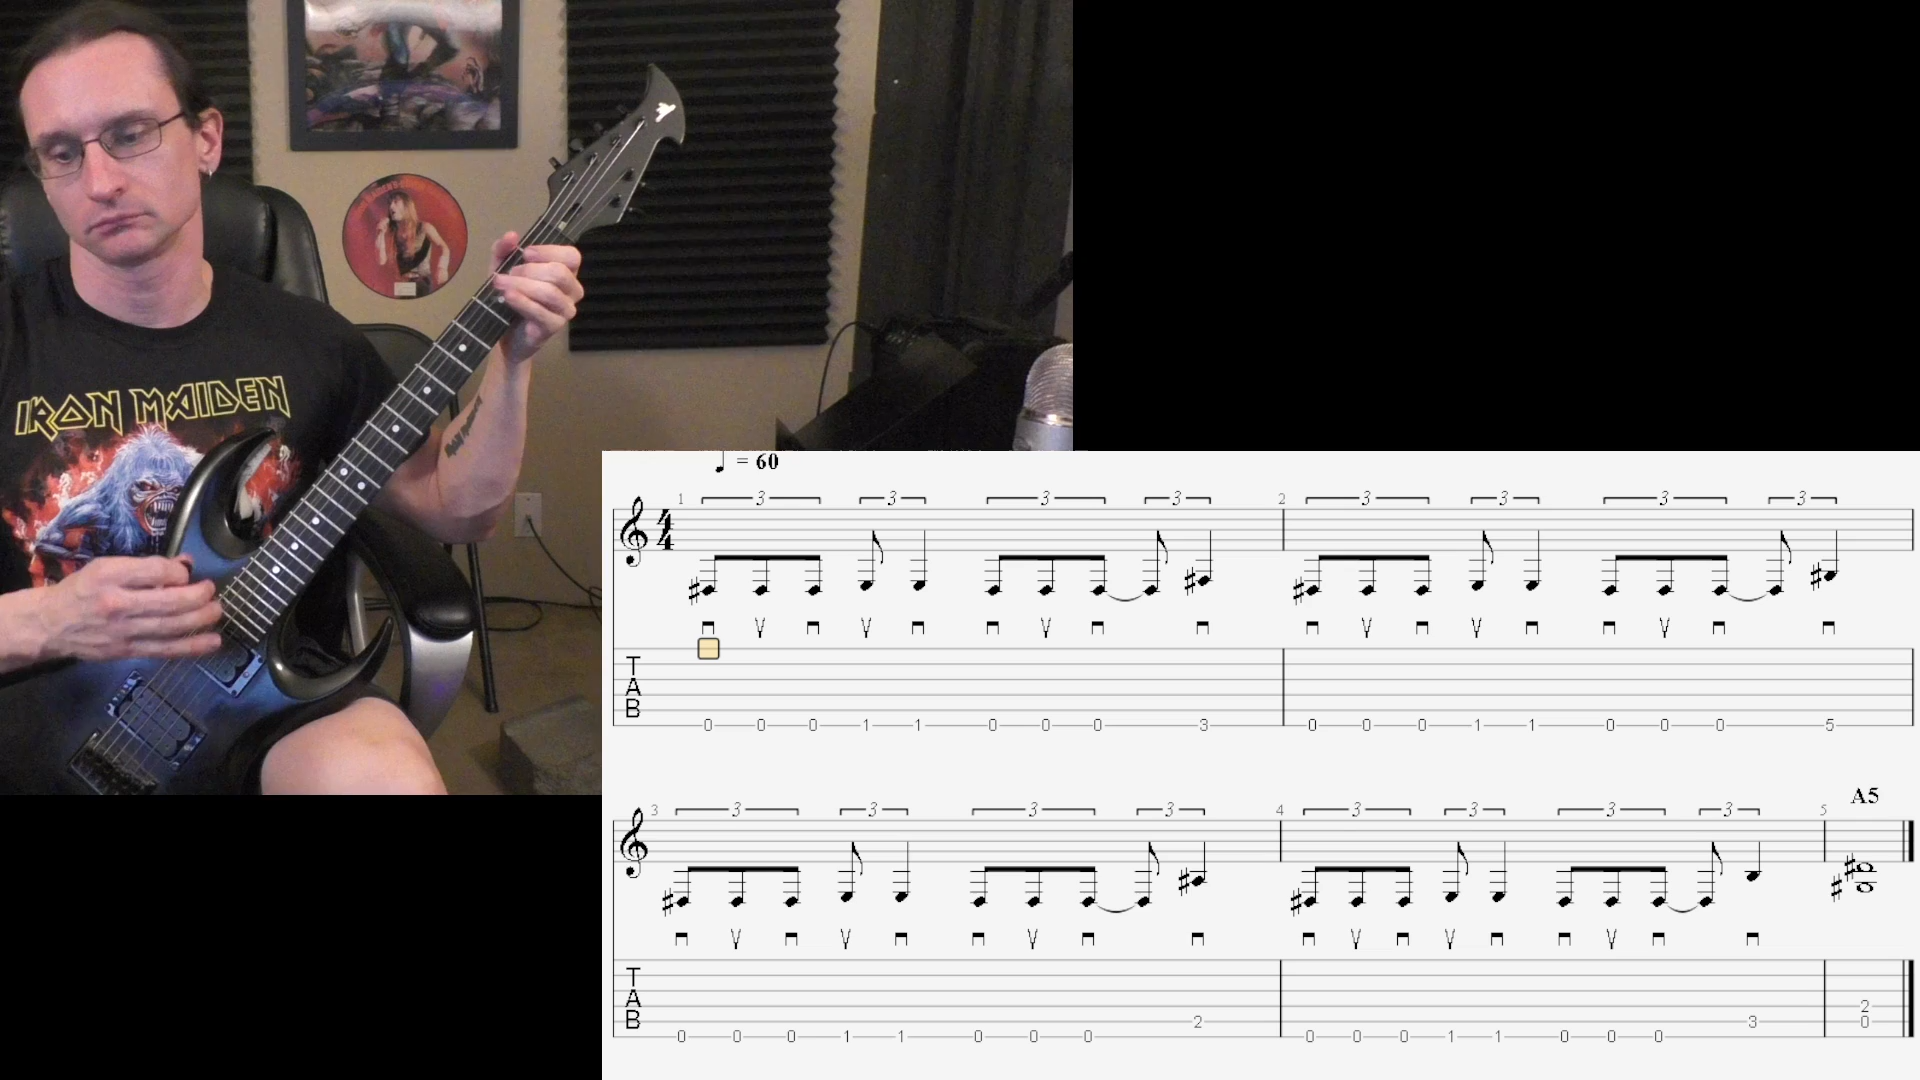 IRON MAIDEN
= 60
1 3 3 3 3 2 3 3 3 3
4
4
T
A
B
0 0 0 1 1 0 0 0 3 0 0 0 1 1 0 0 0 5
A5
3 3 3 3 3 4 3 3 3 3 5
T
A
B
2
2 3 0
0 0 0 1 1 0 0 0 0 0 0 1 1 0 0 0